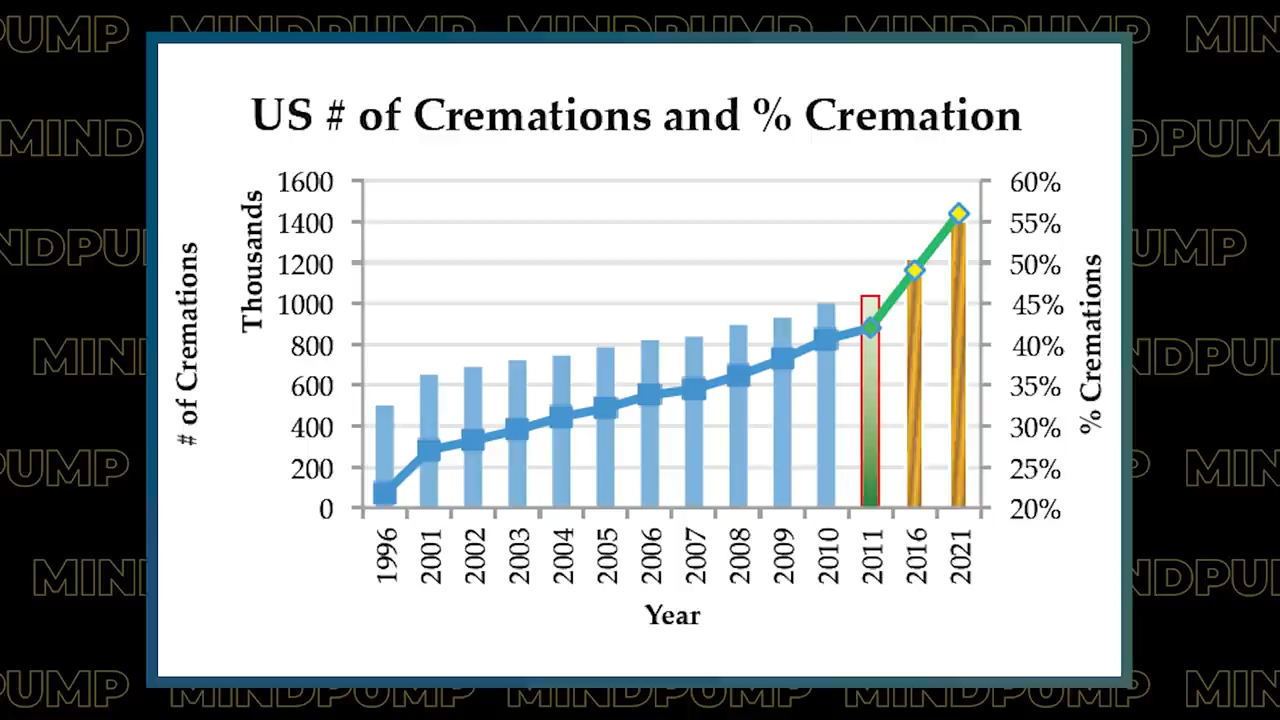 US # of Cremations and % Cremation
# of Cremations
Thousands
1600
1400
1200
1000
800
600
400
200
0
60%
55%
50%
45%
40%
35%
30%
25%
20%
% Cremations
1996 2001 2002 2003 2004 2005 2006 2007 2008 2009 2010 2011 2016 2021
Year
MINDPUMP MINDPUMP MINDPUMP